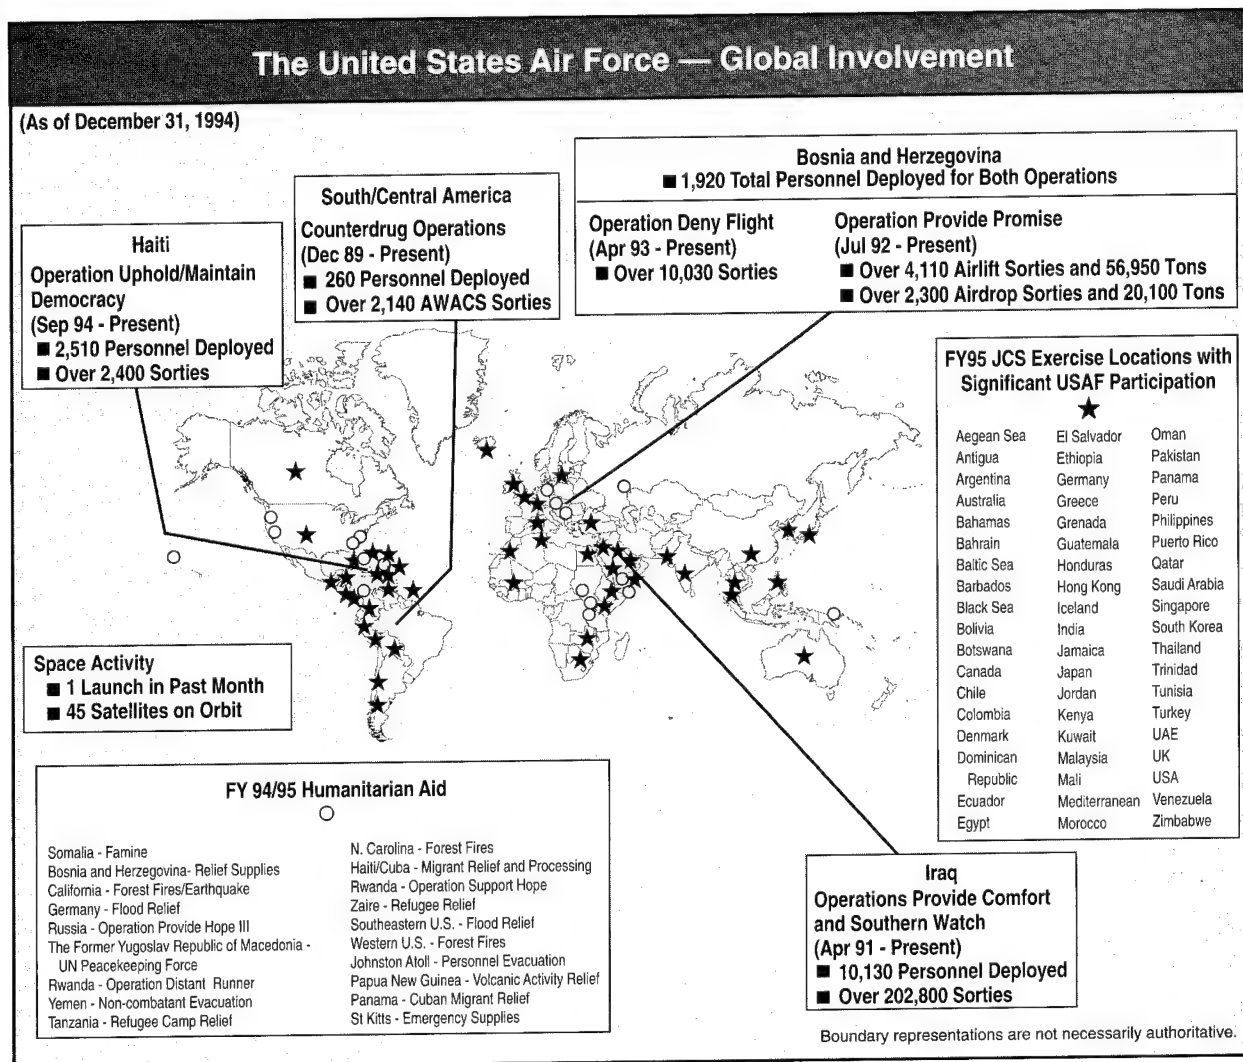 The United States Air Force — Global Involvement
(As of December 31, 1994)
Haiti
Operation Uphold/Maintain
Democracy
(Sep 94 - Present)
■ 2,510 Personnel Deployed
■ Over 2,400 Sorties
South/Central America
Counterdrug Operations
(Dec 89 - Present)
■ 260 Personnel Deployed
■ Over 2,140 AWACS Sorties
Bosnia and Herzegovina
■ 1,920 Total Personnel Deployed for Both Operations
Operation Deny Flight
(Apr 93 - Present)
■ Over 10,030 Sorties
Operation Provide Promise
(Jul 92 - Present)
■ Over 4,110 Airlift Sorties and 56,950 Tons
■ Over 2,300 Airdrop Sorties and 20,100 Tons
FY95 JCS Exercise Locations with
Significant USAF Participation
Aegean Sea
Antigua
Argentina
Australia
Bahamas
Bahrain
Baltic Sea
Barbados
Black Sea
Bolivia
Botswana
Canada
Chile
Colombia
Denmark
Dominican
Republic
Ecuador
Egypt
El Salvador
Ethiopia
Germany
Greece
Grenada
Guatemala
Honduras
Hong Kong
Iceland
India
Jamaica
Japan
Jordan
Kenya
Kuwait
Malaysia
Mali
Mediterranean
Morocco
Oman
Pakistan
Panama
Peru
Philippines
Puerto Rico
Qatar
Saudi Arabia
Singapore
South Korea
Thailand
Trinidad
Tunisia
Turkey
UAE
UK
USA
Venezuela
Zimbabwe
Space Activity
■ 1 Launch in Past Month
■ 45 Satellites on Orbit
FY 94/95 Humanitarian Aid
Somalia - Famine
Bosnia and Herzegovina- Relief Supplies
California - Forest Fires/Earthquake
Germany - Flood Relief
Russia - Operation Provide Hope III
The Former Yugoslav Republic of Macedonia -
UN Peacekeeping Force
Rwanda - Operation Distant Runner
Yemen - Non-combatant Evacuation
Tanzania - Refugee Camp Relief
N. Carolina - Forest Fires
Haiti/Cuba - Migrant Relief and Processing
Rwanda - Operation Support Hope
Zaire - Refugee Relief
Southeastern U.S. - Flood Relief
Western U.S. - Forest Fires
Johnston Atoll - Personnel Evacuation
Papua New Guinea - Volcanic Activity Relief
Panama - Cuban Migrant Relief
St Kitts - Emergency Supplies
Iraq
Operations Provide Comfort
and Southern Watch
(Apr 91 - Present)
■ 10,130 Personnel Deployed
■ Over 202,800 Sorties
Boundary representations are not necessarily authoritative.